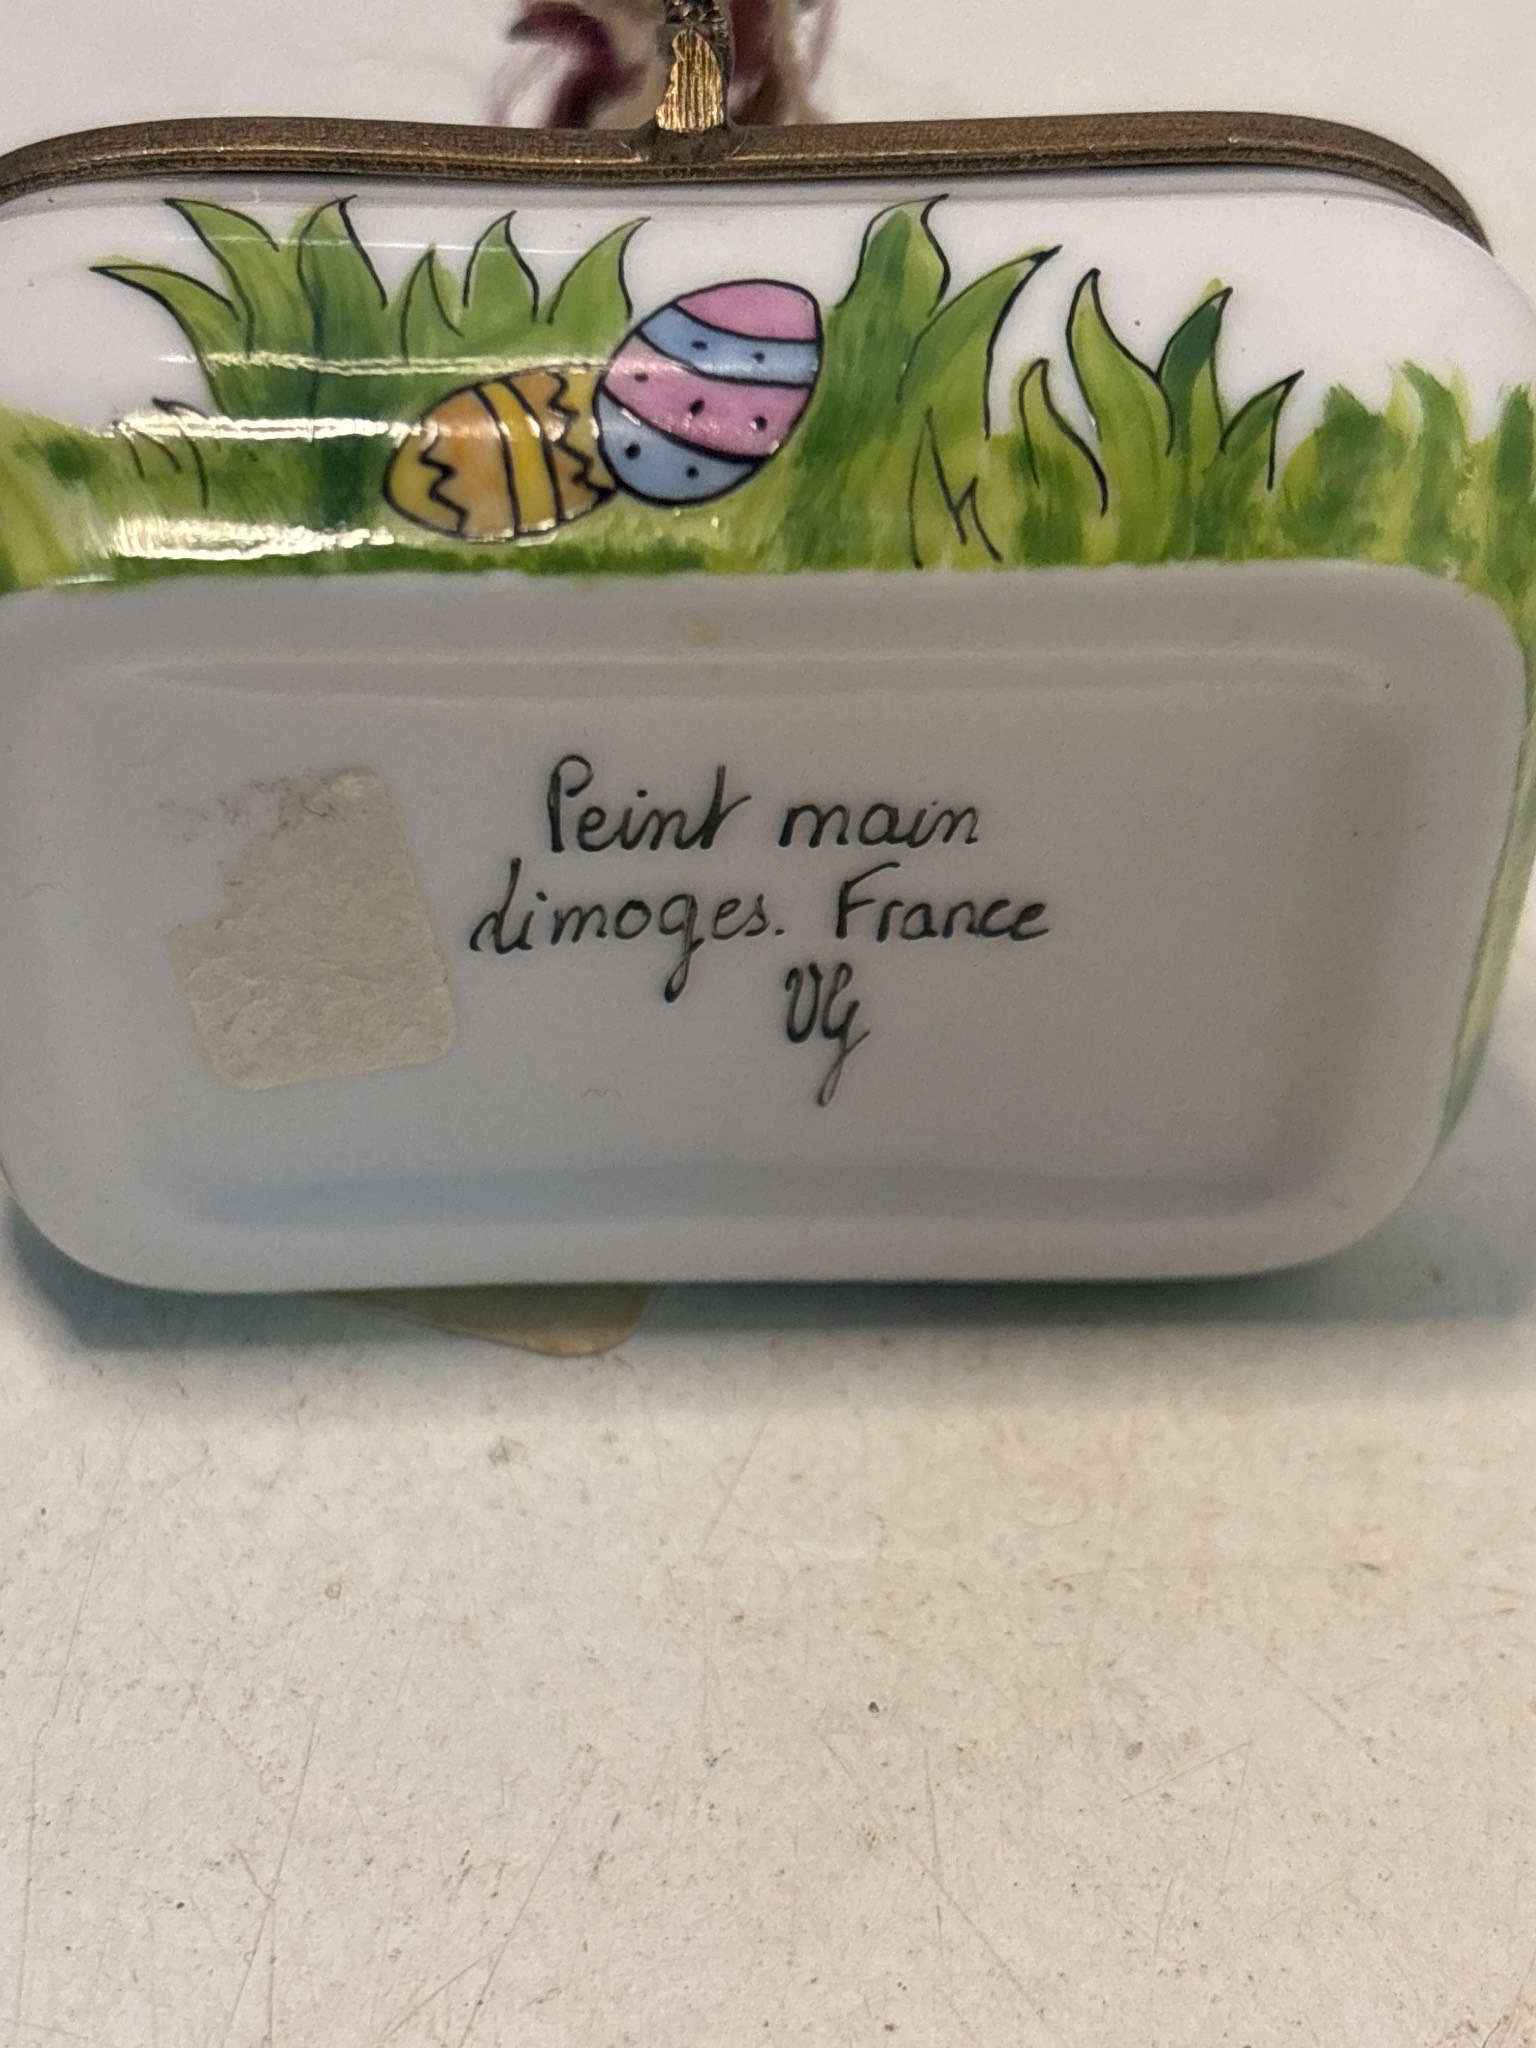 Peint main
Limoges. France
VG